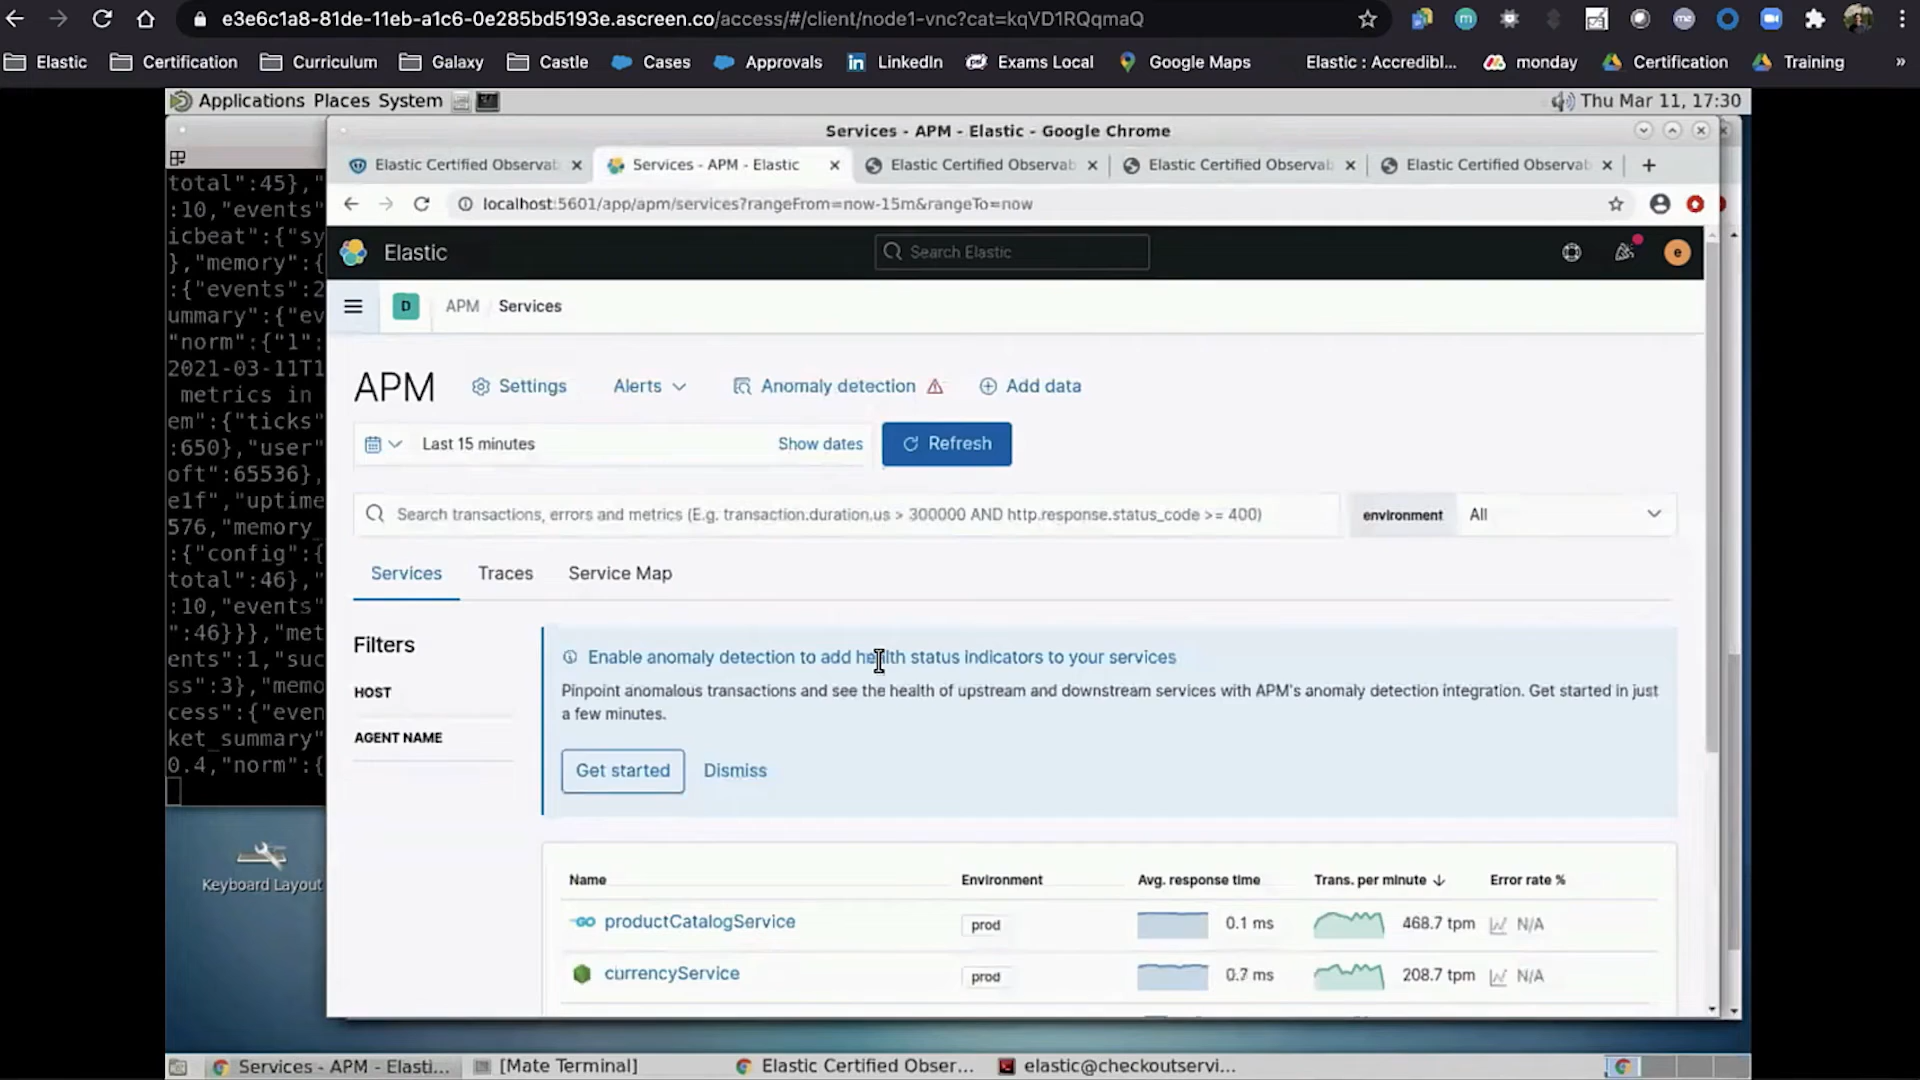 e3e6c1a8-81de-11eb-a1c6-0e285bd5193e.ascreen.co/access/#/client/node1-vnc?cat=kqVD1RQqmaQ
Elastic Certification Curriculum Galaxy Castle Cases Approvals LinkedIn Exams Local Google Maps Elastic : Accredibl... monday Certification Training »
Applications Places System Thu Mar 11, 17:30
Services - APM - Elastic - Google Chrome
Elastic Certified Observab Services - APM - Elastic Elastic Certified Observab Elastic Certified Observab Elastic Certified Observab
localhost:5601/app/apm/services?rangeFrom=now-15m&rangeTo=now
Elastic Search Elastic e
D APM Services
APM Settings Alerts Anomaly detection Add data
Last 15 minutes Show dates Refresh
Search transactions, errors and metrics (E.g. transaction.duration.us > 300000 AND http.response.status_code >= 400) environment All
Services Traces Service Map
Filters
HOST
AGENT NAME
Enable anomaly detection to add health status indicators to your services
Pinpoint anomalous transactions and see the health of upstream and downstream services with APM's anomaly detection integration. Get started in just
a few minutes.
Get started Dismiss
Name Environment Avg. response time Trans. per minute Error rate %
GO productCatalogService prod 0.1 ms 468.7 tpm N/A
currencyService prod 0.7 ms 208.7 tpm N/A
total":45},"
:10,"events"
icbeat":{"sy
},"memory":{
:{"events":2
ummary":{"ev
"norm":{"1":
2021-03-11T1
metrics in
em":{"ticks"
:650},"user"
oft":65536},
e1f","uptime
576,"memory_
:{"config":{
total":46},"
:10,"events"
":46}}},"met
ents":1,"suc
ss":3},"memo
cess":{"even
ket_summary"
0.4,"norm":{
Keyboard Layout
Services - APM - Elasti... [Mate Terminal] Elastic Certified Obser... elastic@checkoutservi...